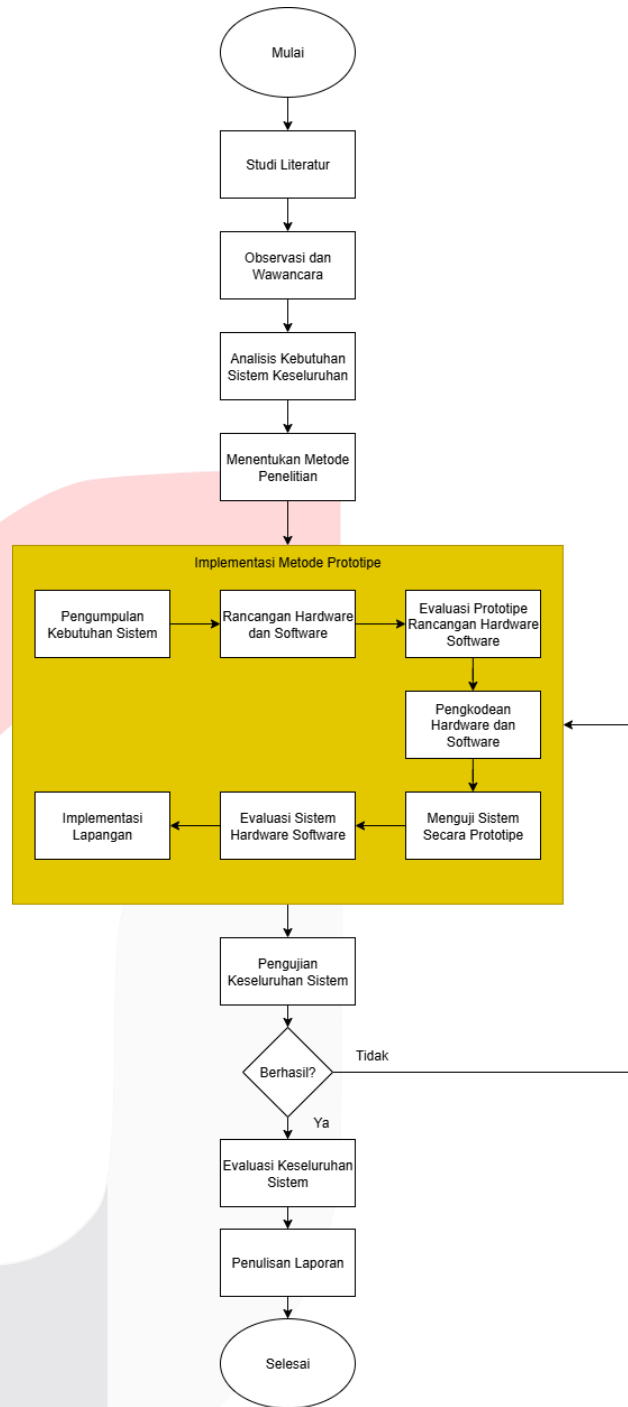 Mulai
Studi Literatur
Observasi dan
Wawancara
Analisis Kebutuhan
Sistem Keseluruhan
Menentukan Metode
Penelitian
Implementasi Metode Prototipe
Pengumpulan
Kebutuhan Sistem
Rancangan Hardware
dan Software
Evaluasi Prototipe
Rancangan Hardware
Software
Pengkodean
Hardware dan
Software
Menguji Sistem
Secara Prototipe
Evaluasi Sistem
Hardware Software
Implementasi
Lapangan
Pengujian
Keseluruhan Sistem
Berhasil?
Tidak
Ya
Evaluasi Keseluruhan
Sistem
Penulisan Laporan
Selesai